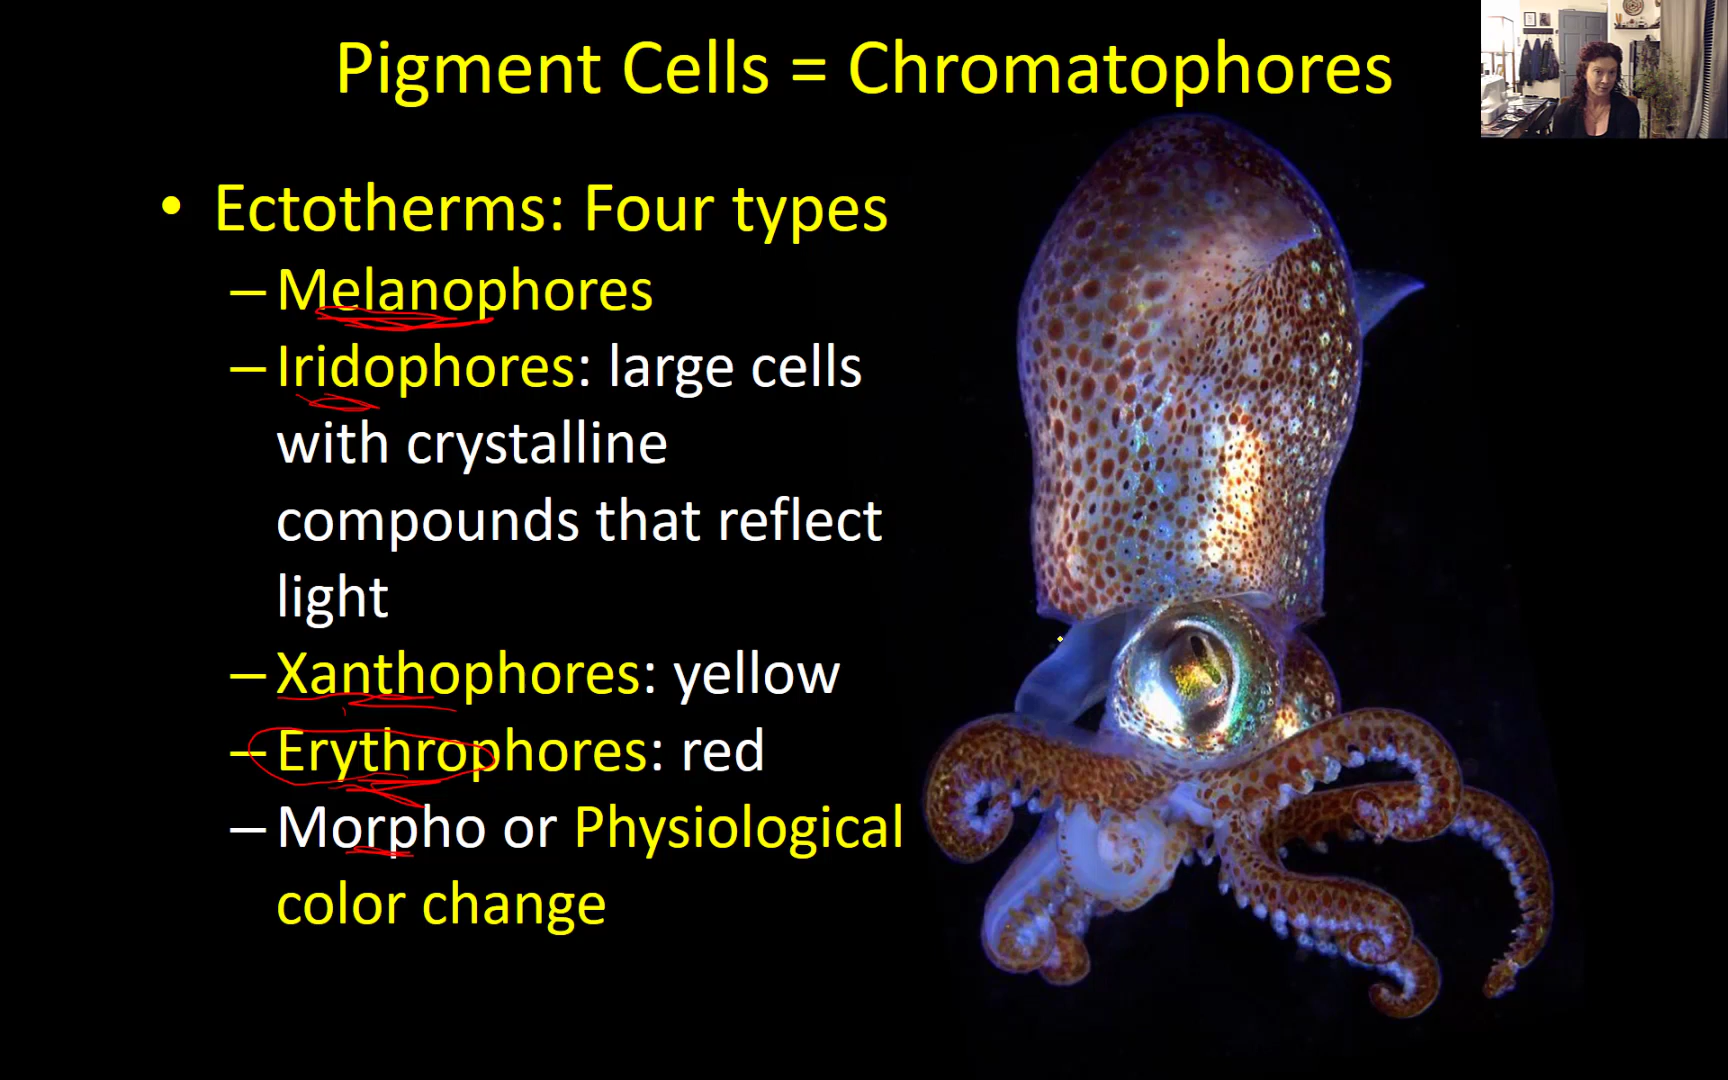 Pigment Cells = Chromatophores
• Ectotherms: Four types
– Melanophores
– Iridophores: large cells
with crystalline
compounds that reflect
light
– Xanthophores: yellow
– Erythrophores: red
– Morpho or Physiological
color change